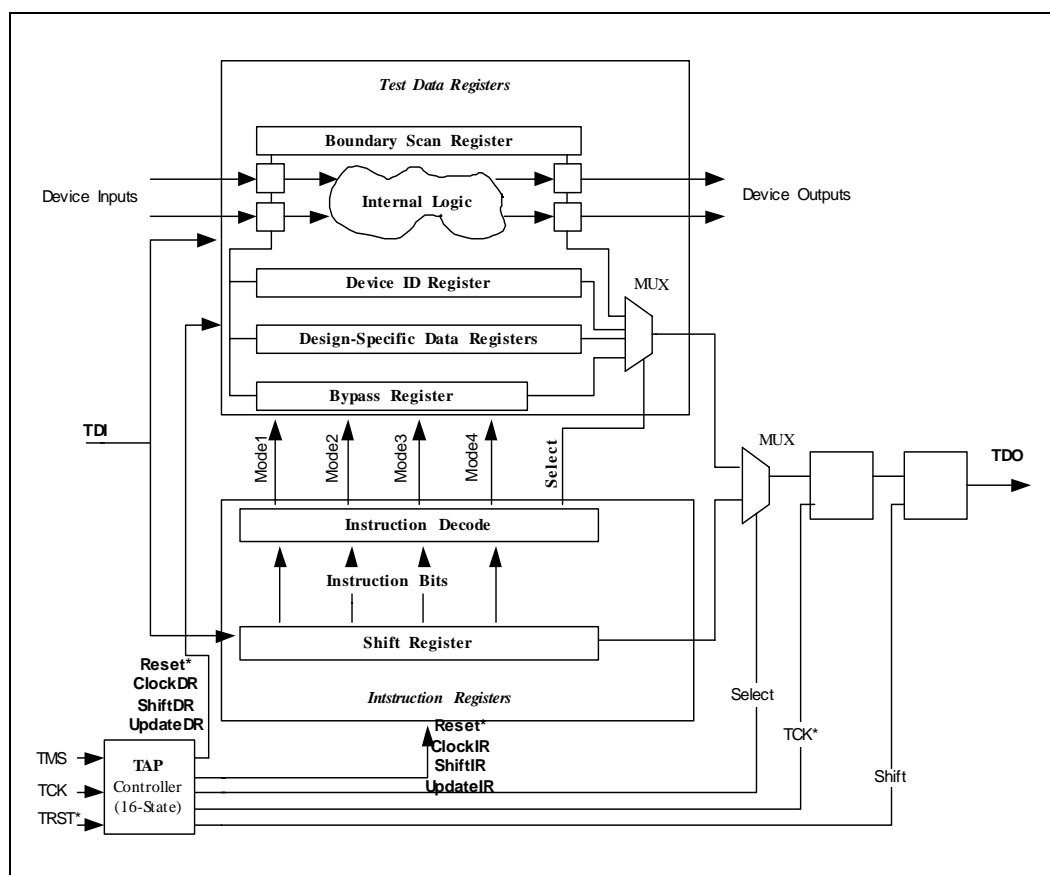 Test Data Registers
Boundary Scan Register
Device Inputs
Internal Logic
Device Outputs
Device ID Register
MUX
Design-Specific Data Registers
Bypass Register
TDI
Mode1
Mode2
Mode3
Mode4
Select
MUX
TDO
Instruction Decode
Instruction Bits
Shift Register
Reset*
ClockDR
ShiftDR
UpdateDR
Intstruction Registers
Reset*
ClockIR
ShiftIR
UpdateIR
Select
TCK*
Shift
TMS
TCK
TRST*
TAP
Controller
(16-State)